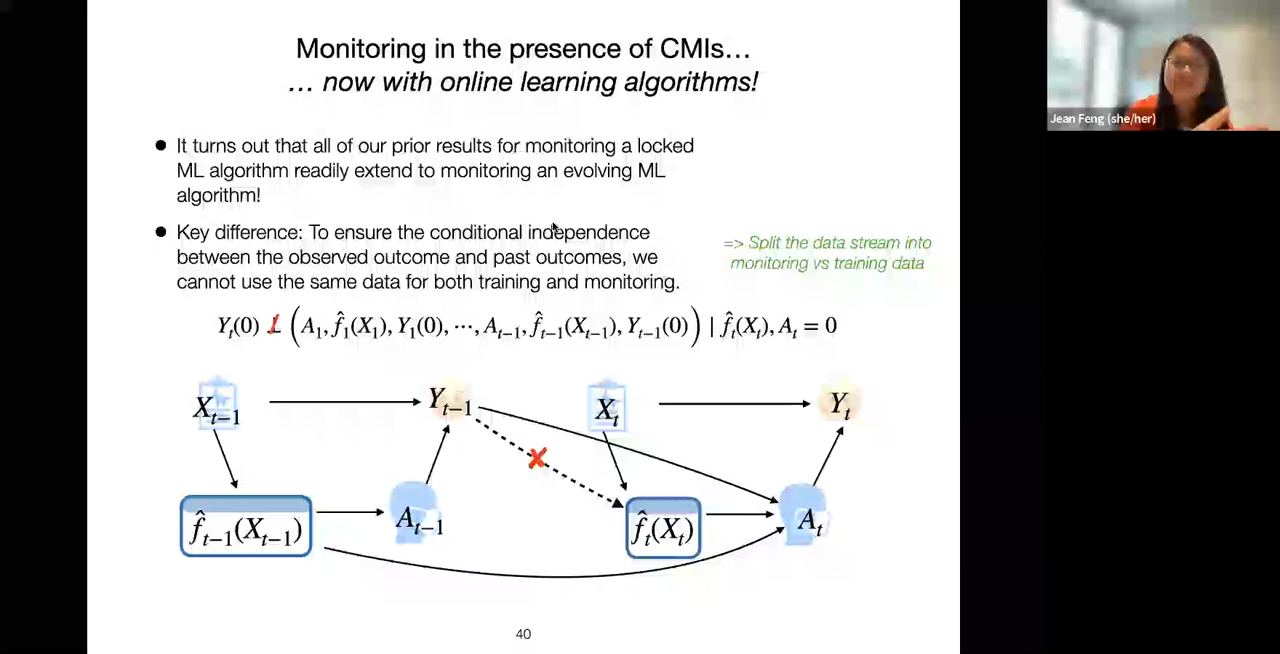 Monitoring in the presence of CMIs…
… now with online learning algorithms!
Jean Feng (she/her)
● It turns out that all of our prior results for monitoring a locked
ML algorithm readily extend to monitoring an evolving ML
algorithm!
● Key difference: To ensure the conditional independence
between the observed outcome and past outcomes, we
cannot use the same data for both training and monitoring.
=> Split the data stream into
monitoring vs training data
Y_t(0) ⊥̸ (A_1, f̂_1(X_1), Y_1(0), ⋯, A_{t−1}, f̂_{t−1}(X_{t−1}), Y_{t−1}(0)) | f̂_t(X_t), A_t = 0
X_{t−1} Y_{t−1} X_t Y_t
f̂_{t−1}(X_{t−1}) A_{t−1} f̂_t(X_t) A_t
40